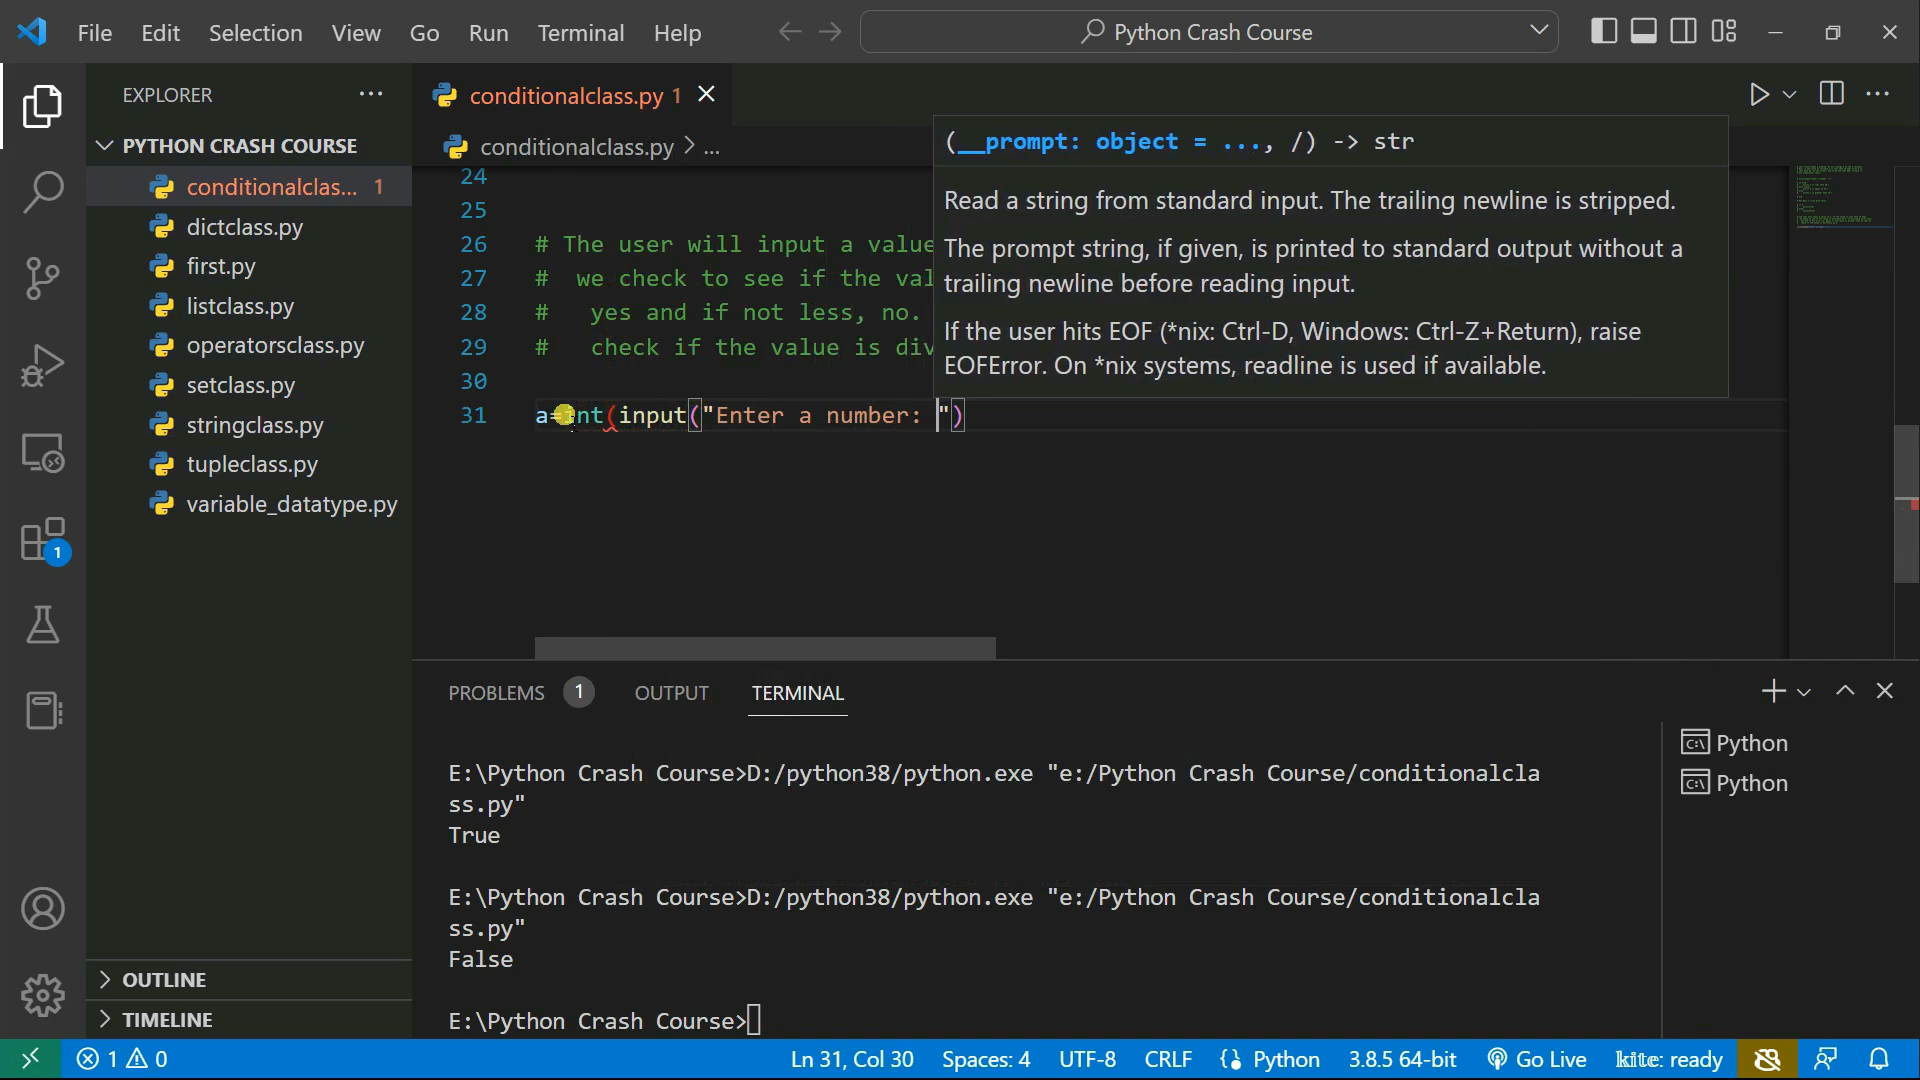 File Edit Selection View Go Run Terminal Help
Python Crash Course
EXPLORER
PYTHON CRASH COURSE
conditionalclas... 1
dictclass.py
first.py
listclass.py
operatorsclass.py
setclass.py
stringclass.py
tupleclass.py
variable_datatype.py
OUTLINE
TIMELINE
1
conditionalclass.py 1
conditionalclass.py > ...
(__prompt: object = ..., /) -> str
Read a string from standard input. The trailing newline is stripped.
The prompt string, if given, is printed to standard output without a
trailing newline before reading input.
If the user hits EOF (*nix: Ctrl-D, Windows: Ctrl-Z+Return), raise
EOFError. On *nix systems, readline is used if available.
24
25
26 # The user will input a value
27 # we check to see if the val
28 # yes and if not less, no.
29 # check if the value is div
30
31 a=int(input("Enter a number: ")
PROBLEMS 1 OUTPUT TERMINAL
E:\Python Crash Course>D:/python38/python.exe "e:/Python Crash Course/conditionalcla
ss.py"
True
E:\Python Crash Course>D:/python38/python.exe "e:/Python Crash Course/conditionalcla
ss.py"
False
E:\Python Crash Course>
Python
Python
1 0 Ln 31, Col 30 Spaces: 4 UTF-8 CRLF Python 3.8.5 64-bit Go Live kite: ready